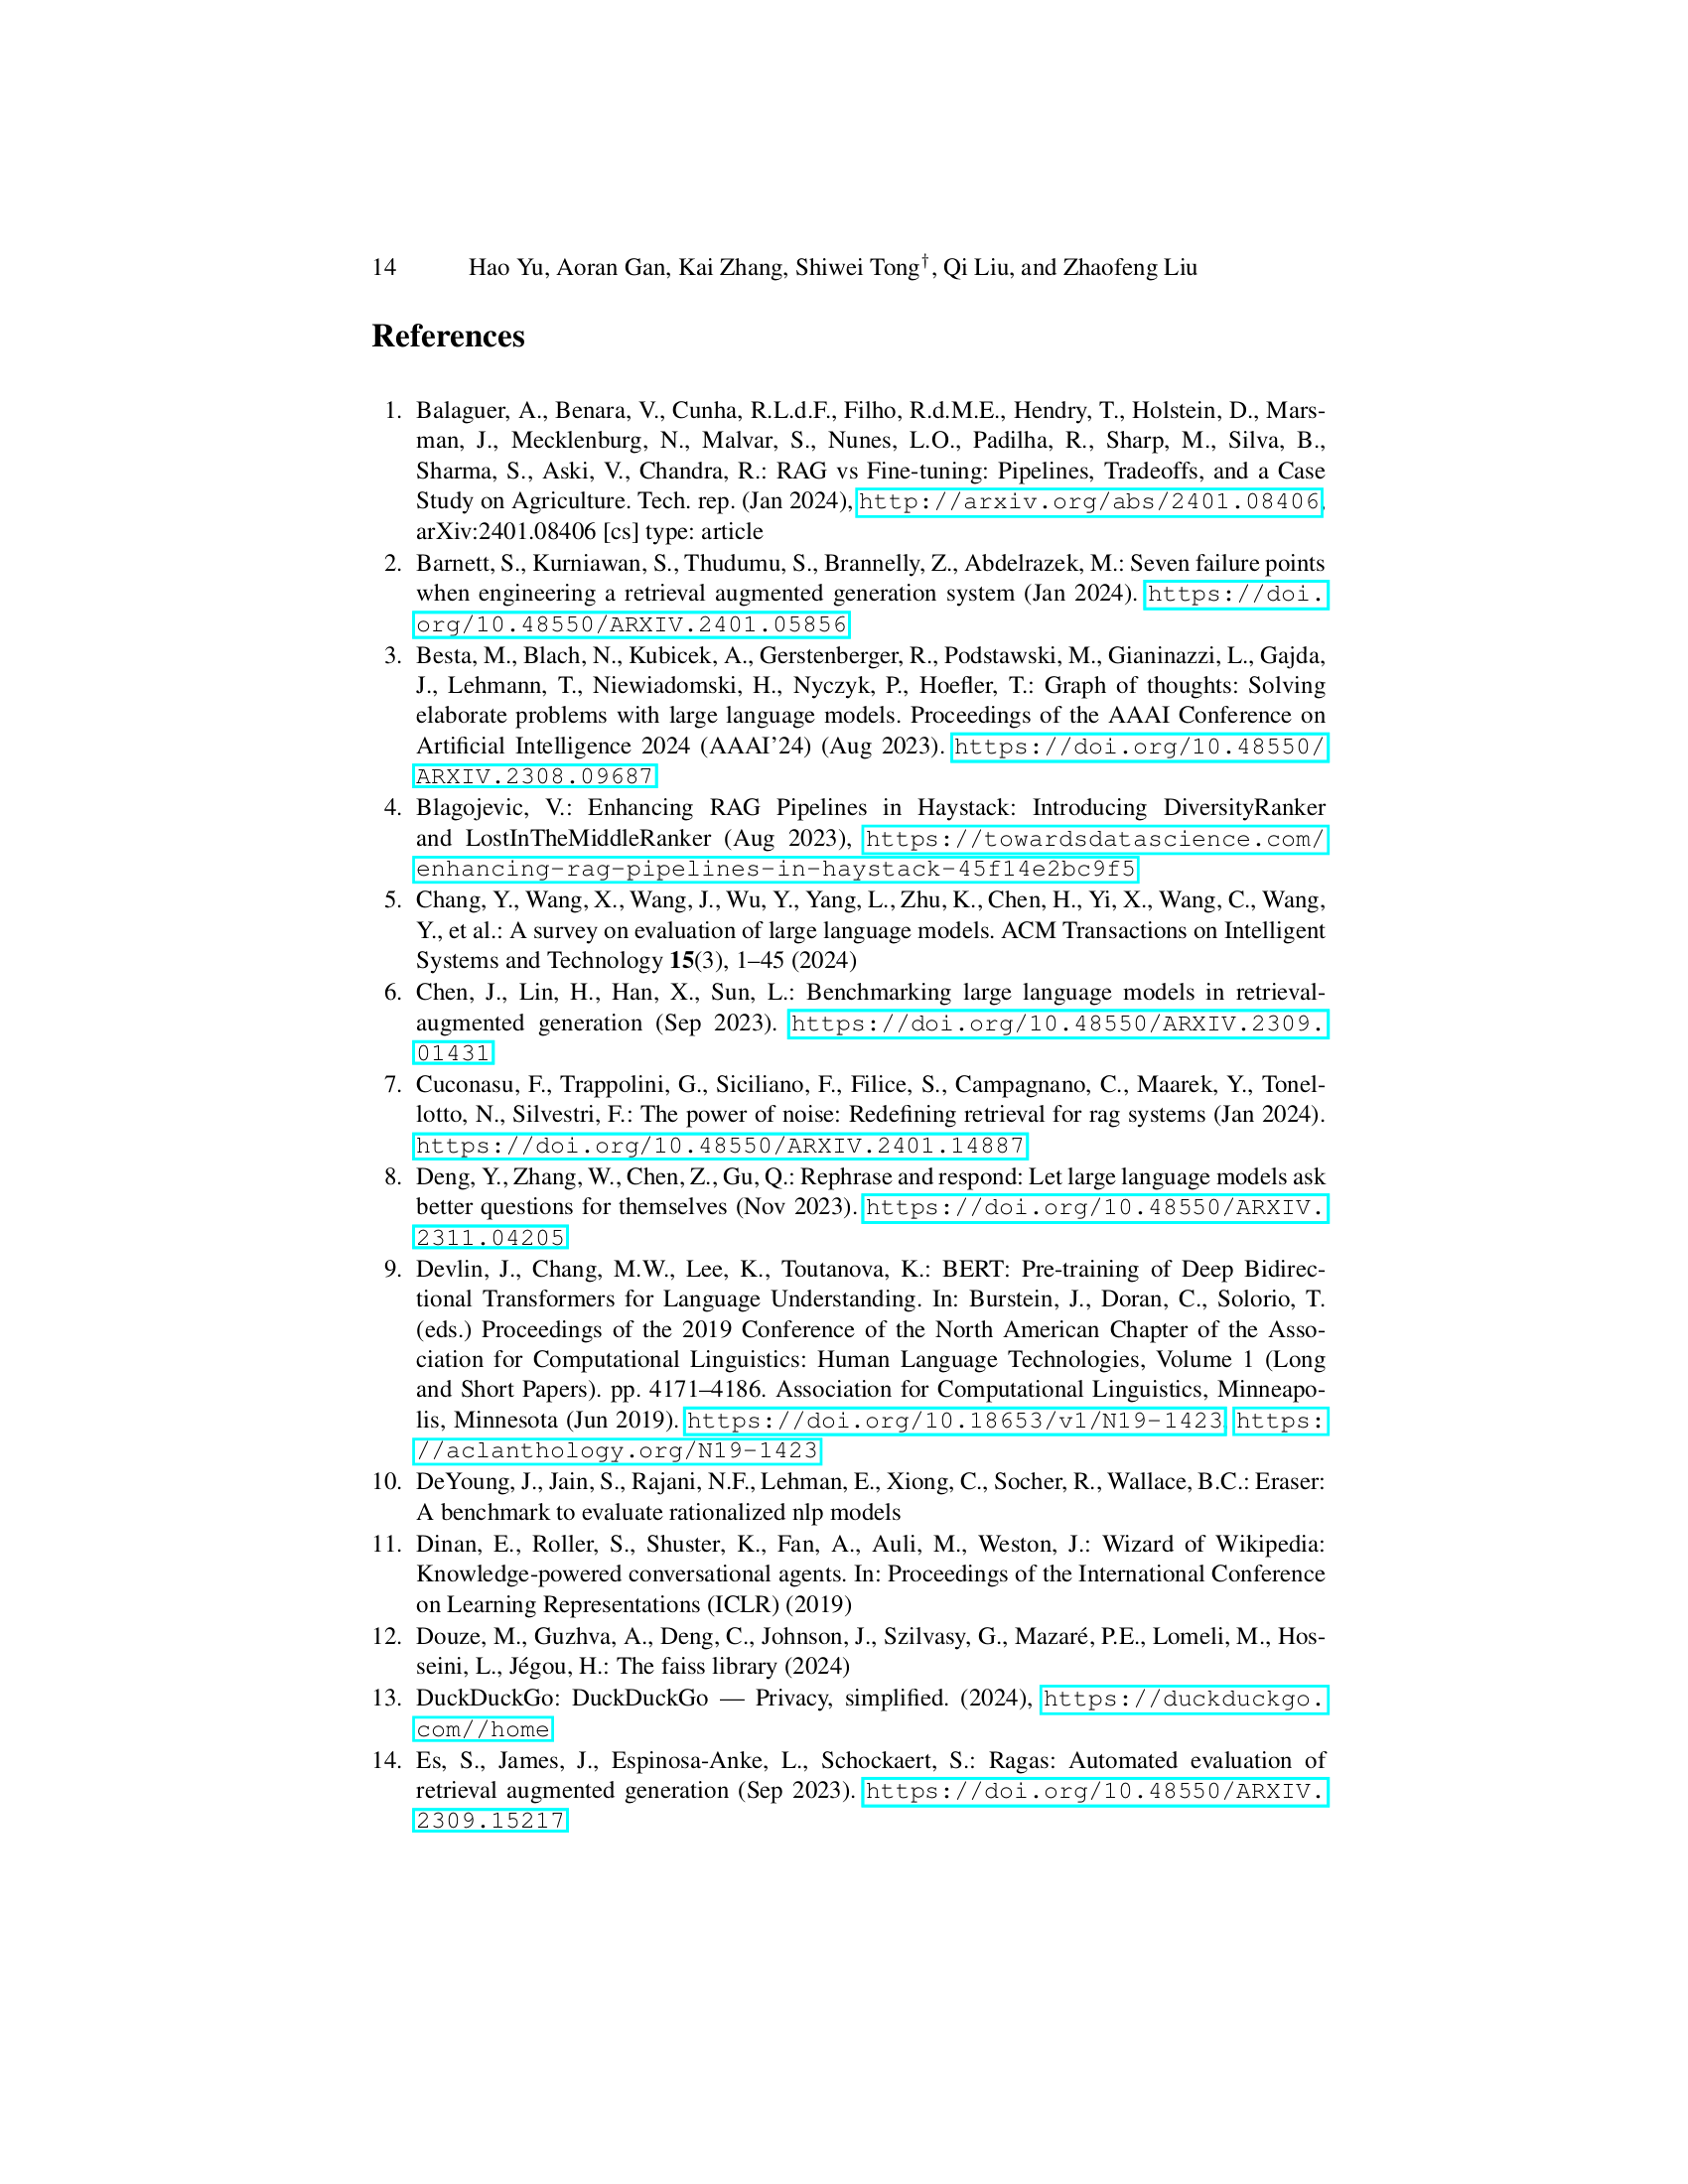 14 Hao Yu, Aoran Gan, Kai Zhang, Shiwei Tong†, Qi Liu, and Zhaofeng Liu
References
1. Balaguer, A., Benara, V., Cunha, R.L.d.F., Filho, R.d.M.E., Hendry, T., Holstein, D., Mars-
man, J., Mecklenburg, N., Malvar, S., Nunes, L.O., Padilha, R., Sharp, M., Silva, B.,
Sharma, S., Aski, V., Chandra, R.: RAG vs Fine-tuning: Pipelines, Tradeoffs, and a Case
Study on Agriculture. Tech. rep. (Jan 2024), http://arxiv.org/abs/2401.08406,
arXiv:2401.08406 [cs] type: article
2. Barnett, S., Kurniawan, S., Thudumu, S., Brannelly, Z., Abdelrazek, M.: Seven failure points
when engineering a retrieval augmented generation system (Jan 2024). https://doi.
org/10.48550/ARXIV.2401.05856
3. Besta, M., Blach, N., Kubicek, A., Gerstenberger, R., Podstawski, M., Gianinazzi, L., Gajda,
J., Lehmann, T., Niewiadomski, H., Nyczyk, P., Hoefler, T.: Graph of thoughts: Solving
elaborate problems with large language models. Proceedings of the AAAI Conference on
Artificial Intelligence 2024 (AAAI'24) (Aug 2023). https://doi.org/10.48550/
ARXIV.2308.09687
4. Blagojevic, V.: Enhancing RAG Pipelines in Haystack: Introducing DiversityRanker
and LostInTheMiddleRanker (Aug 2023), https://towardsdatascience.com/
enhancing-rag-pipelines-in-haystack-45f14e2bc9f5
5. Chang, Y., Wang, X., Wang, J., Wu, Y., Yang, L., Zhu, K., Chen, H., Yi, X., Wang, C., Wang,
Y., et al.: A survey on evaluation of large language models. ACM Transactions on Intelligent
Systems and Technology 15(3), 1–45 (2024)
6. Chen, J., Lin, H., Han, X., Sun, L.: Benchmarking large language models in retrieval-
augmented generation (Sep 2023). https://doi.org/10.48550/ARXIV.2309.
01431
7. Cuconasu, F., Trappolini, G., Siciliano, F., Filice, S., Campagnano, C., Maarek, Y., Tonel-
lotto, N., Silvestri, F.: The power of noise: Redefining retrieval for rag systems (Jan 2024).
https://doi.org/10.48550/ARXIV.2401.14887
8. Deng, Y., Zhang, W., Chen, Z., Gu, Q.: Rephrase and respond: Let large language models ask
better questions for themselves (Nov 2023). https://doi.org/10.48550/ARXIV.
2311.04205
9. Devlin, J., Chang, M.W., Lee, K., Toutanova, K.: BERT: Pre-training of Deep Bidirec-
tional Transformers for Language Understanding. In: Burstein, J., Doran, C., Solorio, T.
(eds.) Proceedings of the 2019 Conference of the North American Chapter of the Asso-
ciation for Computational Linguistics: Human Language Technologies, Volume 1 (Long
and Short Papers). pp. 4171–4186. Association for Computational Linguistics, Minneapo-
lis, Minnesota (Jun 2019). https://doi.org/10.18653/v1/N19-1423, https:
//aclanthology.org/N19-1423
10. DeYoung, J., Jain, S., Rajani, N.F., Lehman, E., Xiong, C., Socher, R., Wallace, B.C.: Eraser:
A benchmark to evaluate rationalized nlp models
11. Dinan, E., Roller, S., Shuster, K., Fan, A., Auli, M., Weston, J.: Wizard of Wikipedia:
Knowledge-powered conversational agents. In: Proceedings of the International Conference
on Learning Representations (ICLR) (2019)
12. Douze, M., Guzhva, A., Deng, C., Johnson, J., Szilvasy, G., Mazaré, P.E., Lomeli, M., Hos-
seini, L., Jégou, H.: The faiss library (2024)
13. DuckDuckGo: DuckDuckGo — Privacy, simplified. (2024), https://duckduckgo.
com//home
14. Es, S., James, J., Espinosa-Anke, L., Schockaert, S.: Ragas: Automated evaluation of
retrieval augmented generation (Sep 2023). https://doi.org/10.48550/ARXIV.
2309.15217